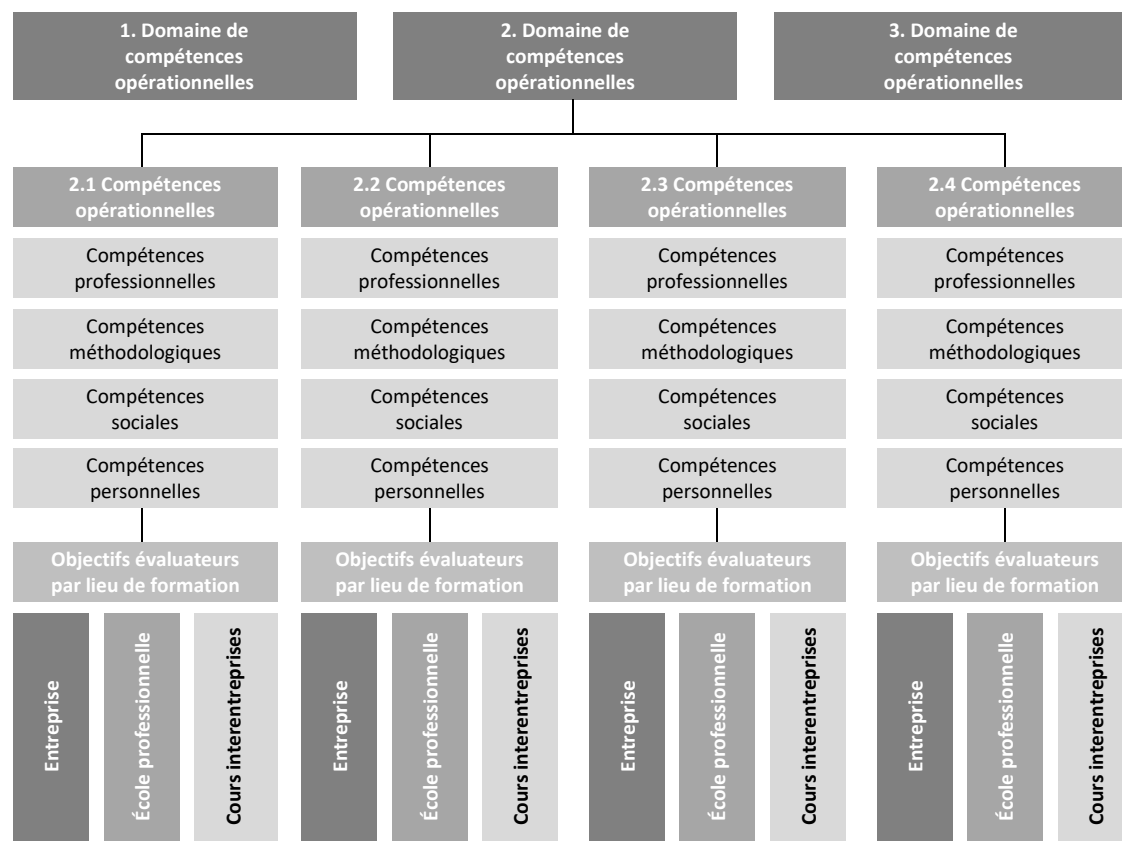 1. Domaine de
compétences
opérationnelles
2. Domaine de
compétences
opérationnelles
3. Domaine de
compétences
opérationnelles
2.1 Compétences
opérationnelles
2.2 Compétences
opérationnelles
2.3 Compétences
opérationnelles
2.4 Compétences
opérationnelles
Compétences
professionnelles
Compétences
professionnelles
Compétences
professionnelles
Compétences
professionnelles
Compétences
méthodologiques
Compétences
méthodologiques
Compétences
méthodologiques
Compétences
méthodologiques
Compétences
sociales
Compétences
sociales
Compétences
sociales
Compétences
sociales
Compétences
personnelles
Compétences
personnelles
Compétences
personnelles
Compétences
personnelles
Objectifs évaluateurs
par lieu de formation
Objectifs évaluateurs
par lieu de formation
Objectifs évaluateurs
par lieu de formation
Objectifs évaluateurs
par lieu de formation
Entreprise
École professionnelle
Cours interentreprises
Entreprise
École professionnelle
Cours interentreprises
Entreprise
École professionnelle
Cours interentreprises
Entreprise
École professionnelle
Cours interentreprises